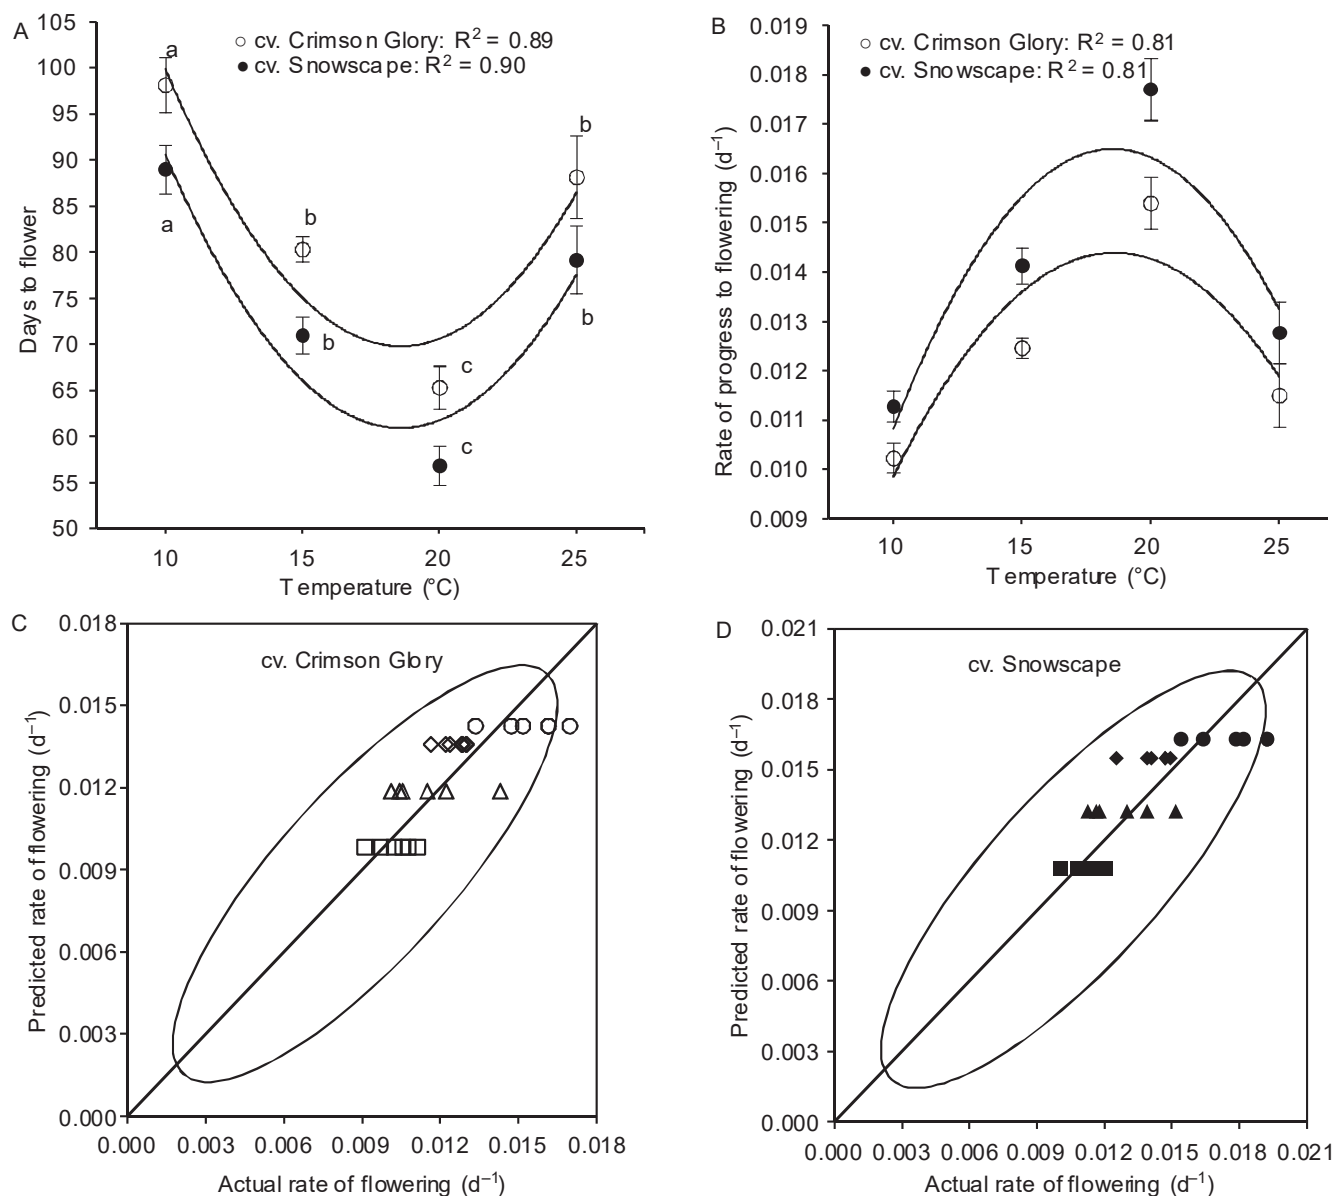 A
105
100
95
90
85
80
75
70
65
60
55
50
Days to flower
cv. Crimson Glory: R² = 0.89
cv. Snowscape: R² = 0.90
a
a
b
b
c
c
b
b
10 15 20 25
Temperature (°C)
B
0.019
0.018
0.017
0.016
0.015
0.014
0.013
0.012
0.011
0.010
0.009
Rate of progress to flowering (d⁻¹)
cv. Crimson Glory: R² = 0.81
cv. Snowscape: R² = 0.81
10 15 20 25
Temperature (°C)
C
0.018
0.015
0.012
0.009
0.006
0.003
0.000
Predicted rate of flowering (d⁻¹)
cv. Crimson Glory
0.000 0.003 0.006 0.009 0.012 0.015 0.018
Actual rate of flowering (d⁻¹)
D
0.021
0.018
0.015
0.012
0.009
0.006
0.003
0.000
Predicted rate of flowering (d⁻¹)
cv. Snowscape
0.000 0.003 0.006 0.009 0.012 0.015 0.018 0.021
Actual rate of flowering (d⁻¹)